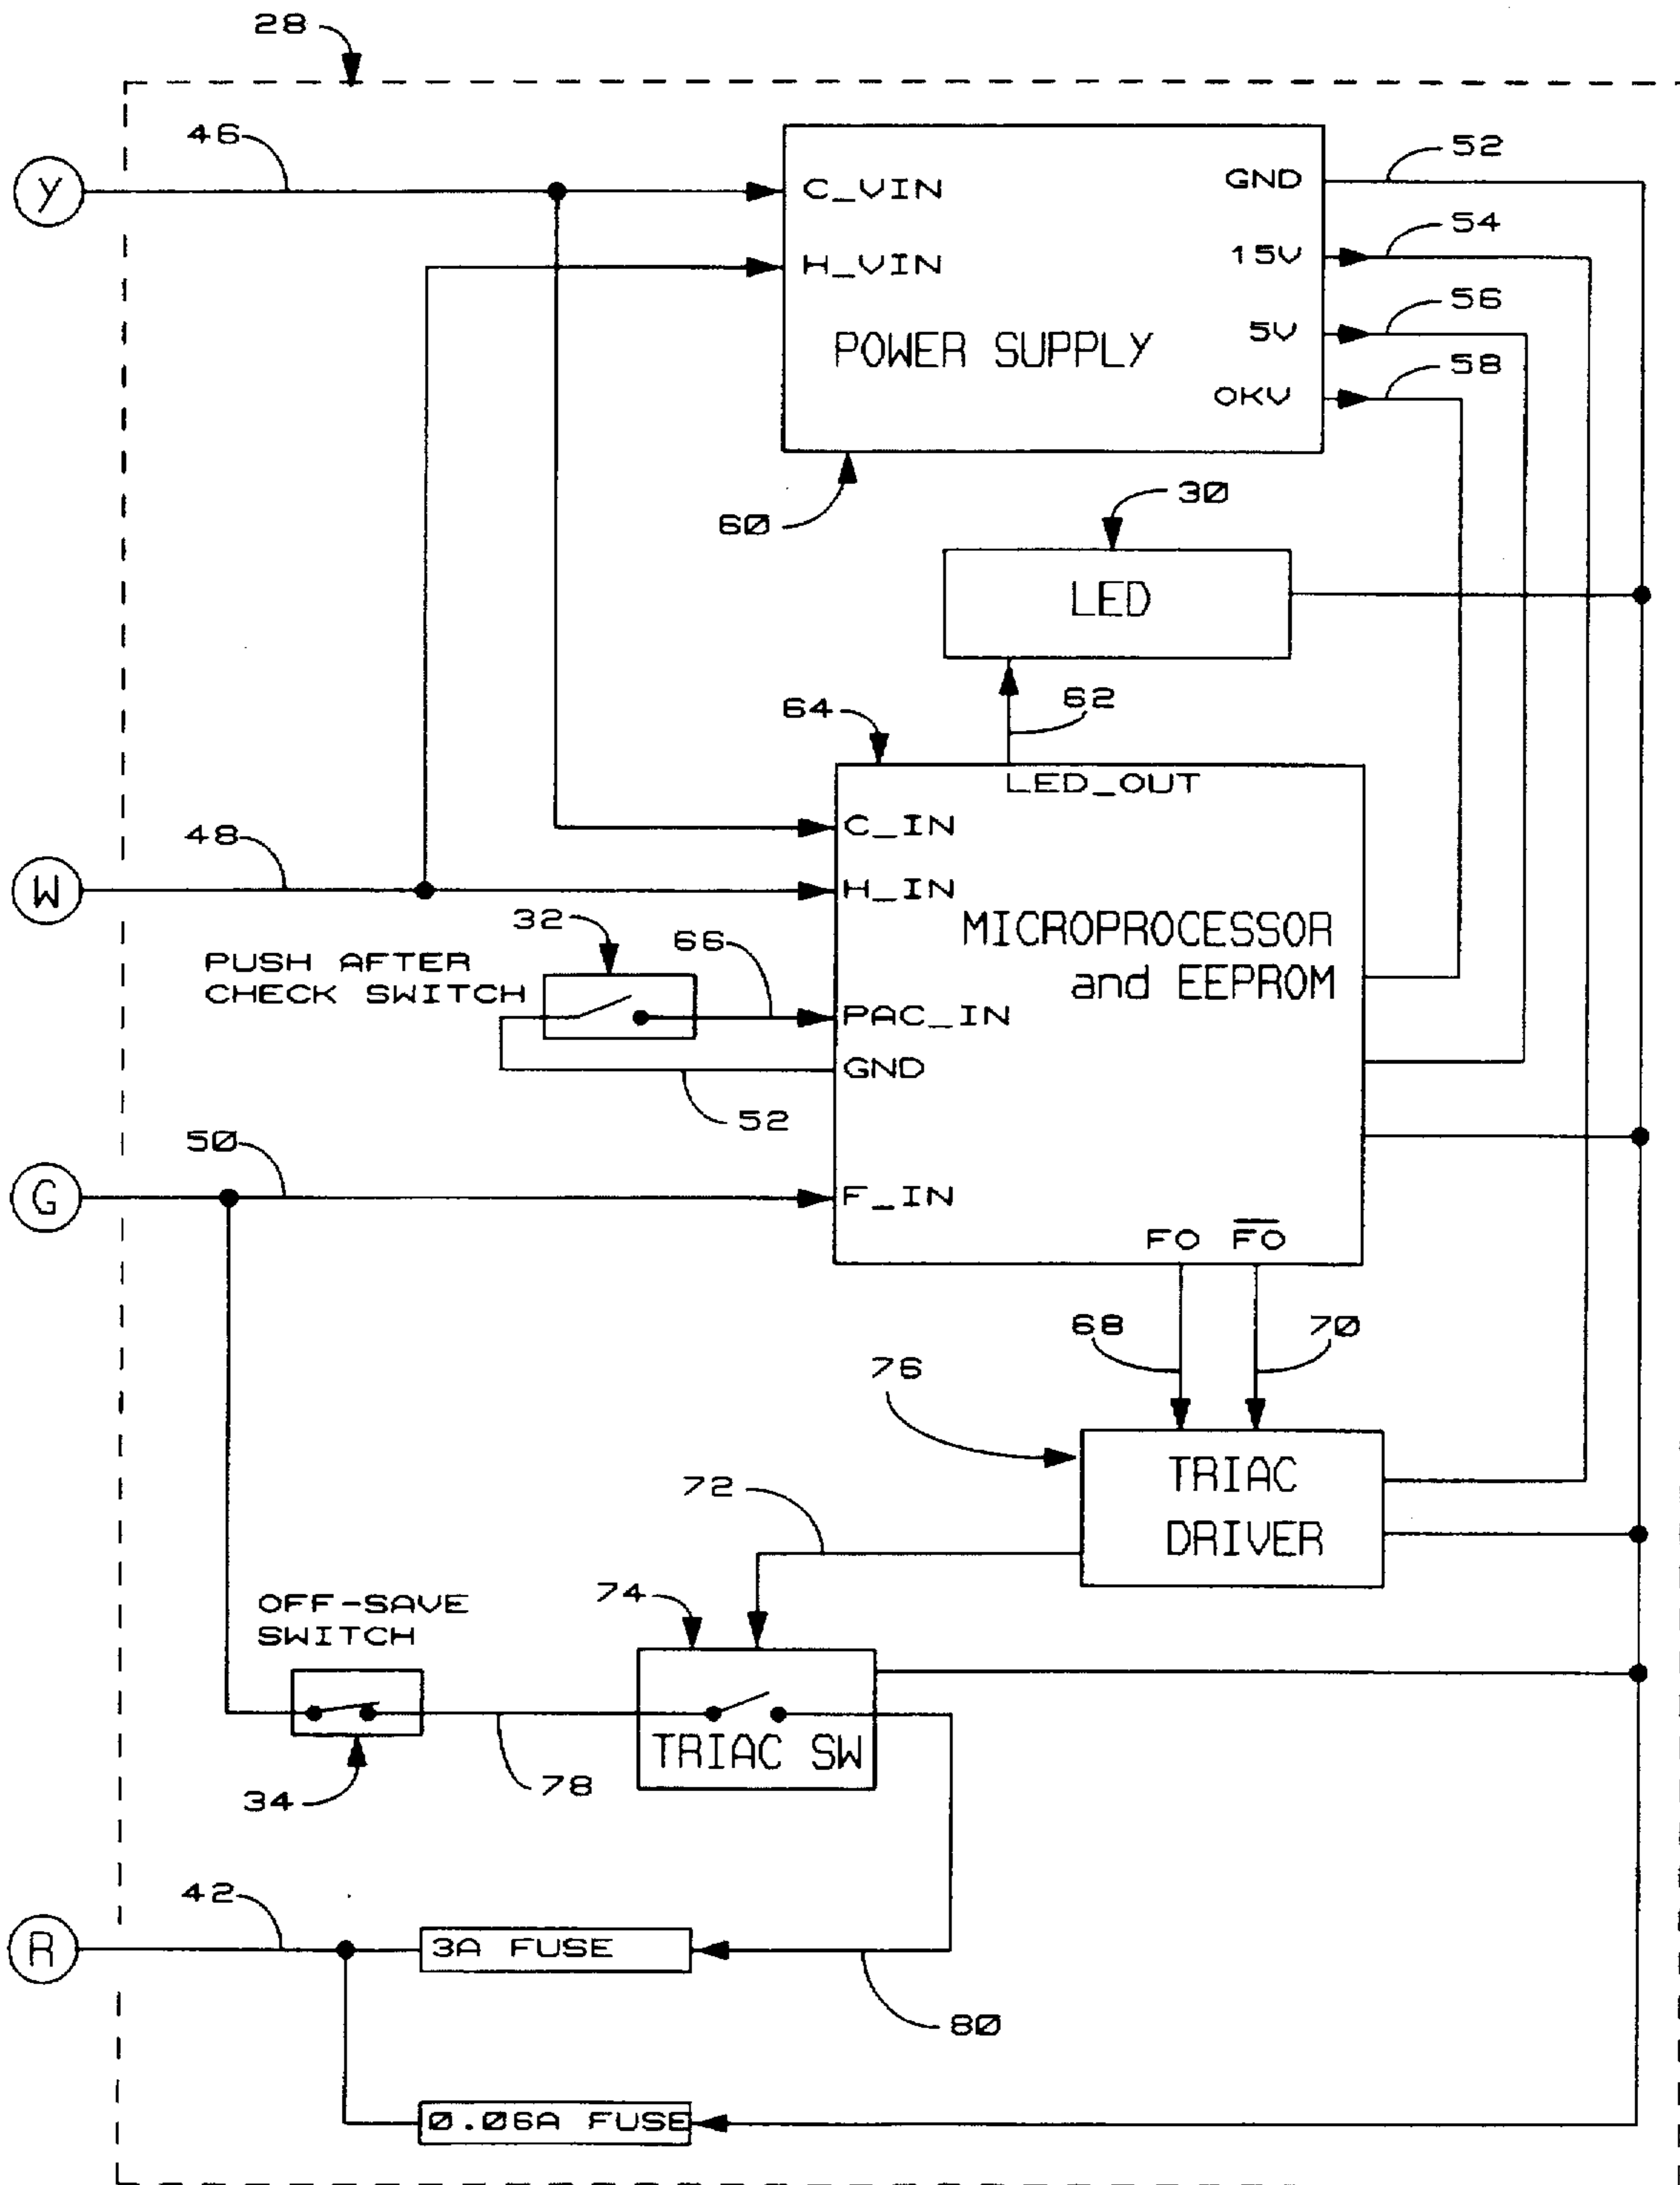 28
46
Y
C_VIN
GND
52
H_VIN
15V
54
5V
56
POWER SUPPLY
OKV
58
60
30
LED
64
62
LED_OUT
C_IN
48
W
H_IN
32
66
MICROPROCESSOR
and EEPROM
PUSH AFTER
CHECK SWITCH
PAC_IN
GND
52
50
G
F_IN
FO
FO
68
70
76
TRIAC
DRIVER
72
74
OFF-SAVE
SWITCH
TRIAC SW
34
78
42
R
3A FUSE
80
0.06A FUSE